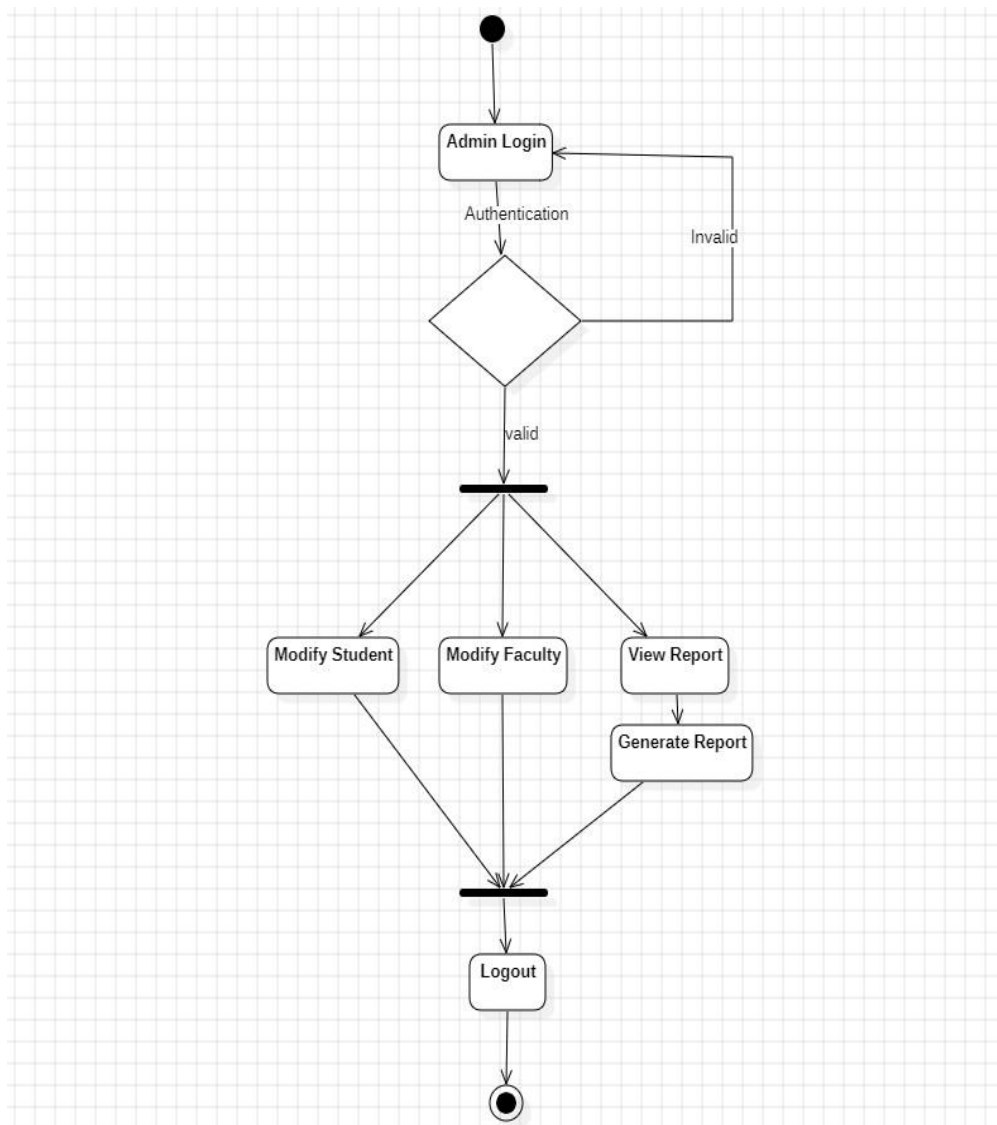 Admin Login
Authentication
Invalid
valid
Modify Student
Modify Faculty
View Report
Generate Report
Logout